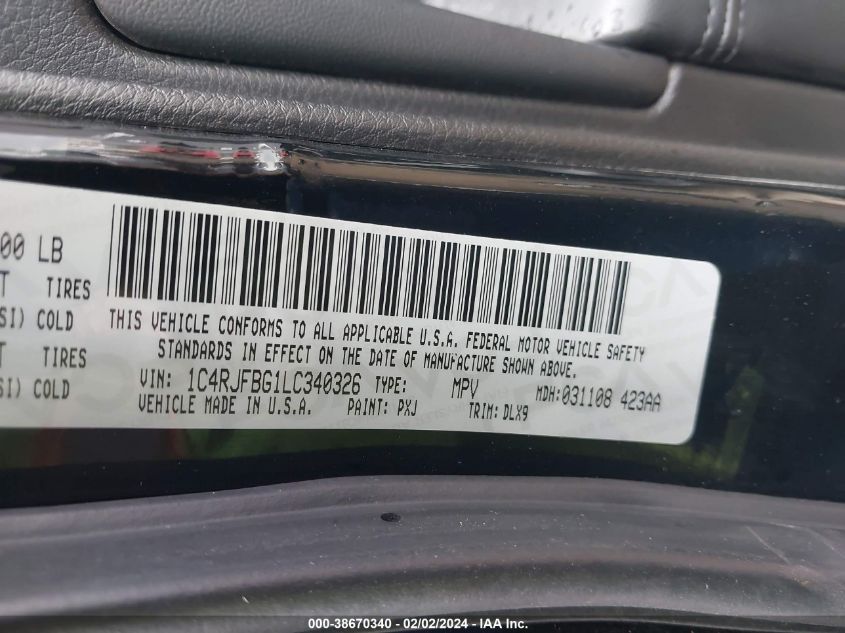 00 LB
T TIRES
SI) COLD
T TIRES
SI) COLD
THIS VEHICLE CONFORMS TO ALL APPLICABLE U.S.A. FEDERAL MOTOR VEHICLE SAFETY
STANDARDS IN EFFECT ON THE DATE OF MANUFACTURE SHOWN ABOVE.
VIN: 1C4RJFBG1LC340326 TYPE: MPV MDH:031108 423AA
VEHICLE MADE IN U.S.A. PAINT: PXJ TRIM: DLX9
000-38670340 - 02/02/2024 - IAA Inc.